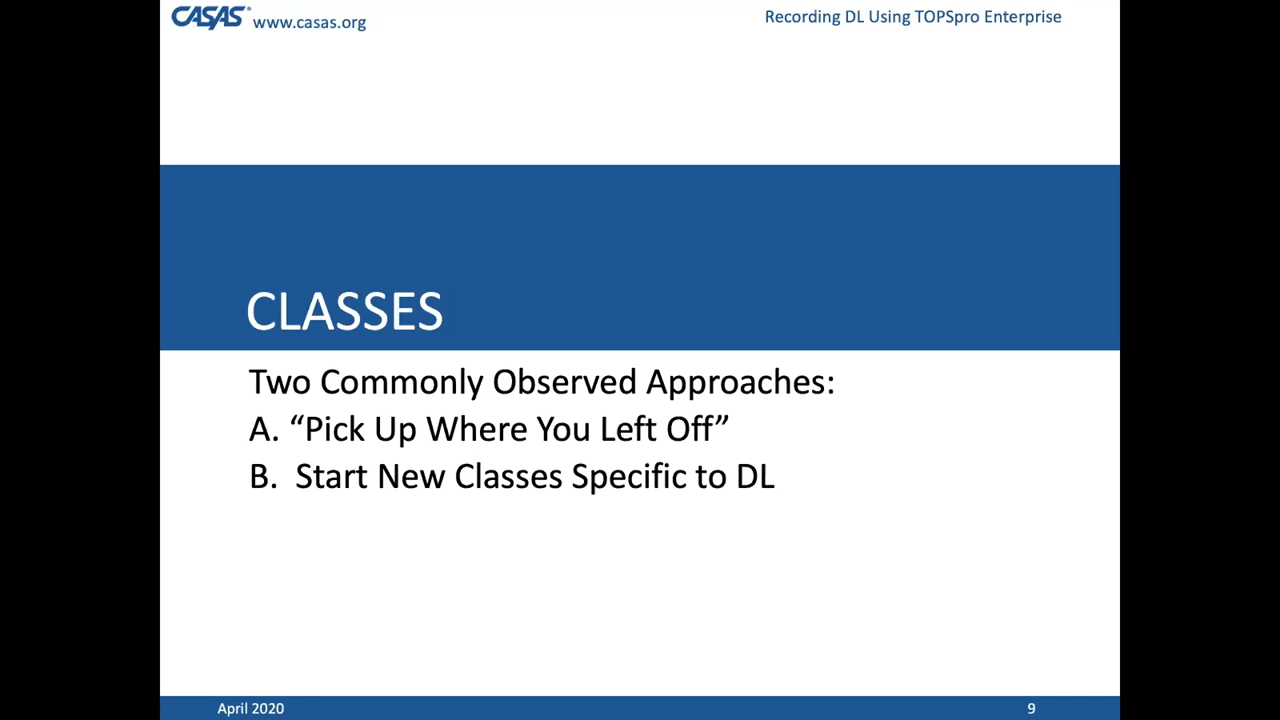 CASAS® www.casas.org
Recording DL Using TOPSpro Enterprise
CLASSES
Two Commonly Observed Approaches:
A. “Pick Up Where You Left Off”
B. Start New Classes Specific to DL
April 2020
9